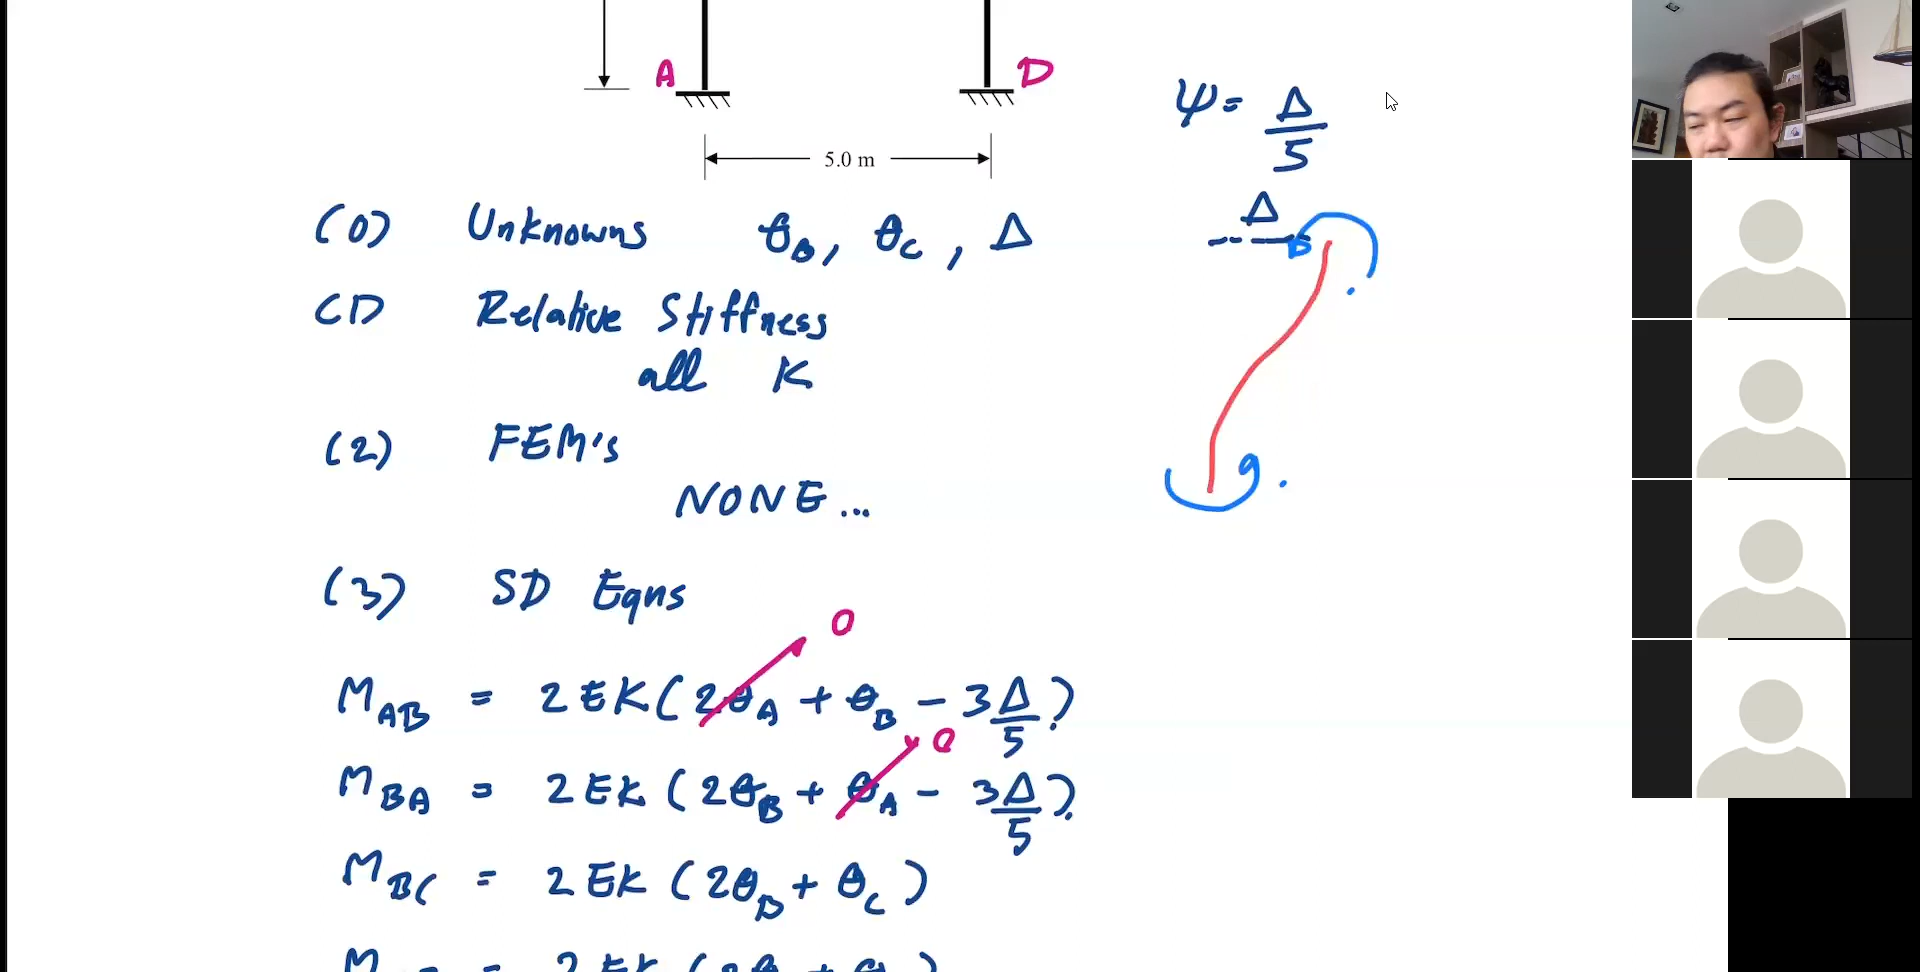 A D
5.0 m
ψ = Δ/5
Δ
(0) Unknowns θB, θC, Δ
(1) Relative Stiffness
all K
(2) FEM's
NONE...
(3) SD Eqns
0
MAB = 2EK(2θA + θB - 3Δ/5)
0
MBA = 2EK(2θB + θA - 3Δ/5)
MBC = 2EK(2θB + θC)